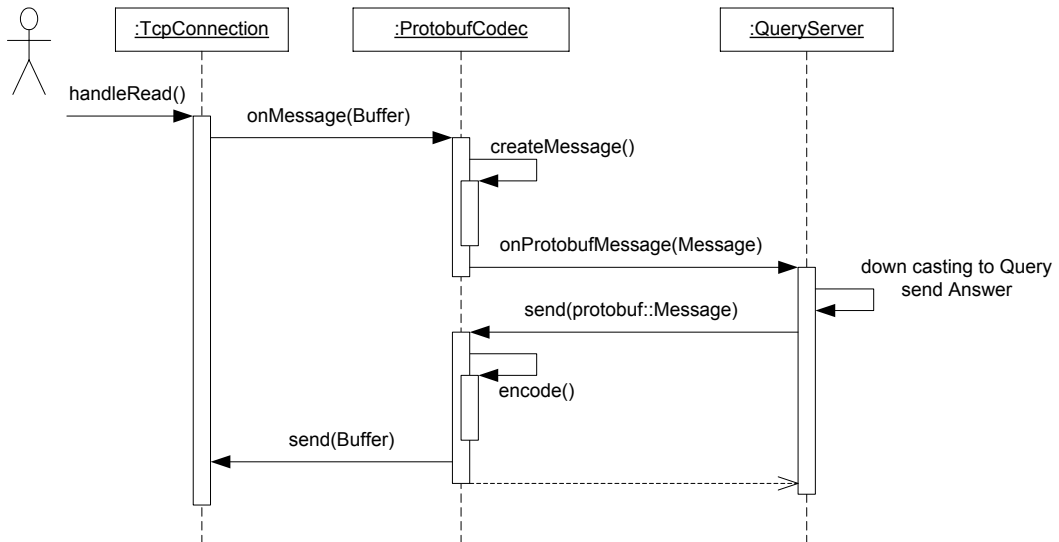 :TcpConnection
:ProtobufCodec
:QueryServer
handleRead()
onMessage(Buffer)
createMessage()
onProtobufMessage(Message)
down casting to Query
send Answer
send(protobuf::Message)
encode()
send(Buffer)